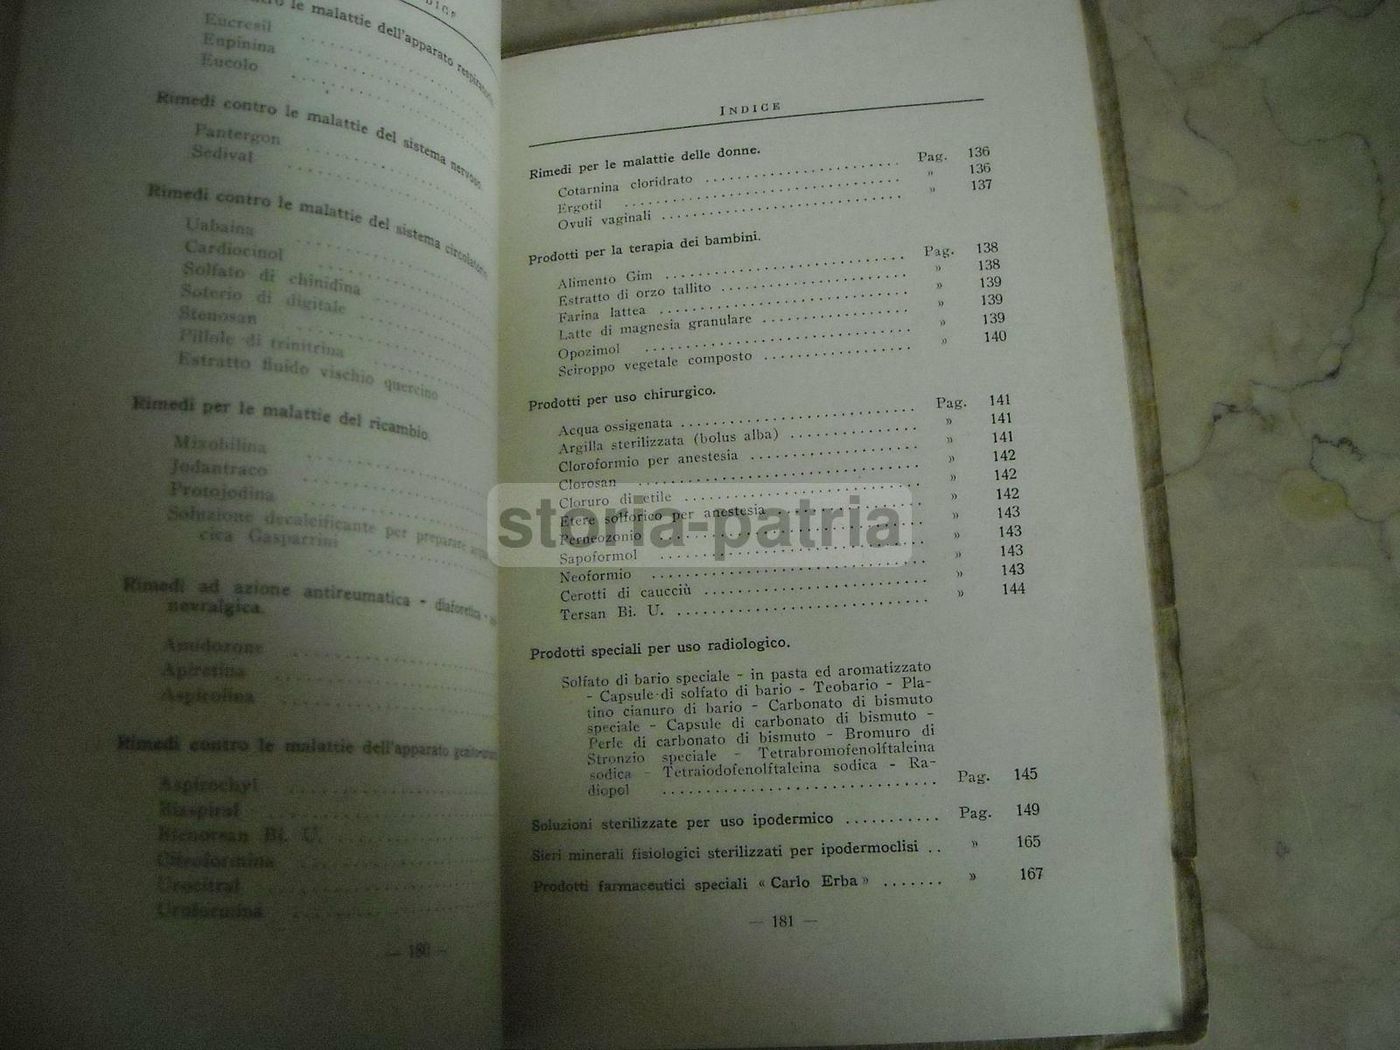 DICE
le malattie dell'apparato respiratorio
Eucresil
Eupinina
Eucolo
Rimedi contro le malattie del sistema nervoso.
Pantergon
Sedival
Rimedi contro le malattie del sistema circolatorio
Uabaina
Cardiocinol
Solfato di chinidina
Soterio di digitale
Stenosan
Pillole di trinitrina
Estratto fluido vischio quercino
Rimedi per le malattie del ricambio
Mixobilina
Jodantraco
Protojodina
Soluzione decalcificante per preparare
cica Gasparrini
Rimedi ad azione antireumatica - diaforetica -
nevralgica.
Apudozone
Apiretina
Aspicolina
Rimedi contro le malattie dell'apparato
Aspirochyl
Biaspiral
Bienorsan Bi. U.
Citroformina
Urocitral
Uroformina
— 180 —
INDICE
Rimedi per le malattie delle donne.
Cotarnina cloridrato .................... Pag. 136
Ergotil .................... » 136
Ovuli vaginali .................... » 137
Prodotti per la terapia dei bambini.
Alimento Gim .................... Pag. 138
Estratto di orzo tallito .................... » 138
Farina lattea .................... » 139
Latte di magnesia granulare .................... » 139
Opozimol .................... » 139
Sciroppo vegetale composto .................... » 140
Prodotti per uso chirurgico.
Acqua ossigenata .................... Pag. 141
Argilla sterilizzata (bolus alba) .................... » 141
Cloroformio per anestesia .................... » 141
Clorosan .................... » 142
Cloruro di etile .................... » 142
Etere solforico per anestesia .................... » 142
Perneozonio .................... » 143
Sapoformol .................... » 143
Neoformio .................... » 143
Cerotti di caucciù .................... » 143
Tersan Bi. U. .................... » 144
Prodotti speciali per uso radiologico.
Solfato di bario speciale - in pasta ed aromatizzato
- Capsule di solfato di bario - Teobario - Pla-
tino cianuro di bario - Carbonato di bismuto
speciale - Capsule di carbonato di bismuto -
Perle di carbonato di bismuto - Bromuro di
Stronzio speciale - Tetrabromofenolftaleina
sodica - Tetraiodofenolftaleina sodica - Ra-
diopol .................... Pag. 145
Soluzioni sterilizzate per uso ipodermico ........... Pag. 149
Sieri minerali fisiologici sterilizzati per ipodermoclisi .. » 165
Prodotti farmaceutici speciali « Carlo Erba » ....... » 167
— 181 —
storia-patria